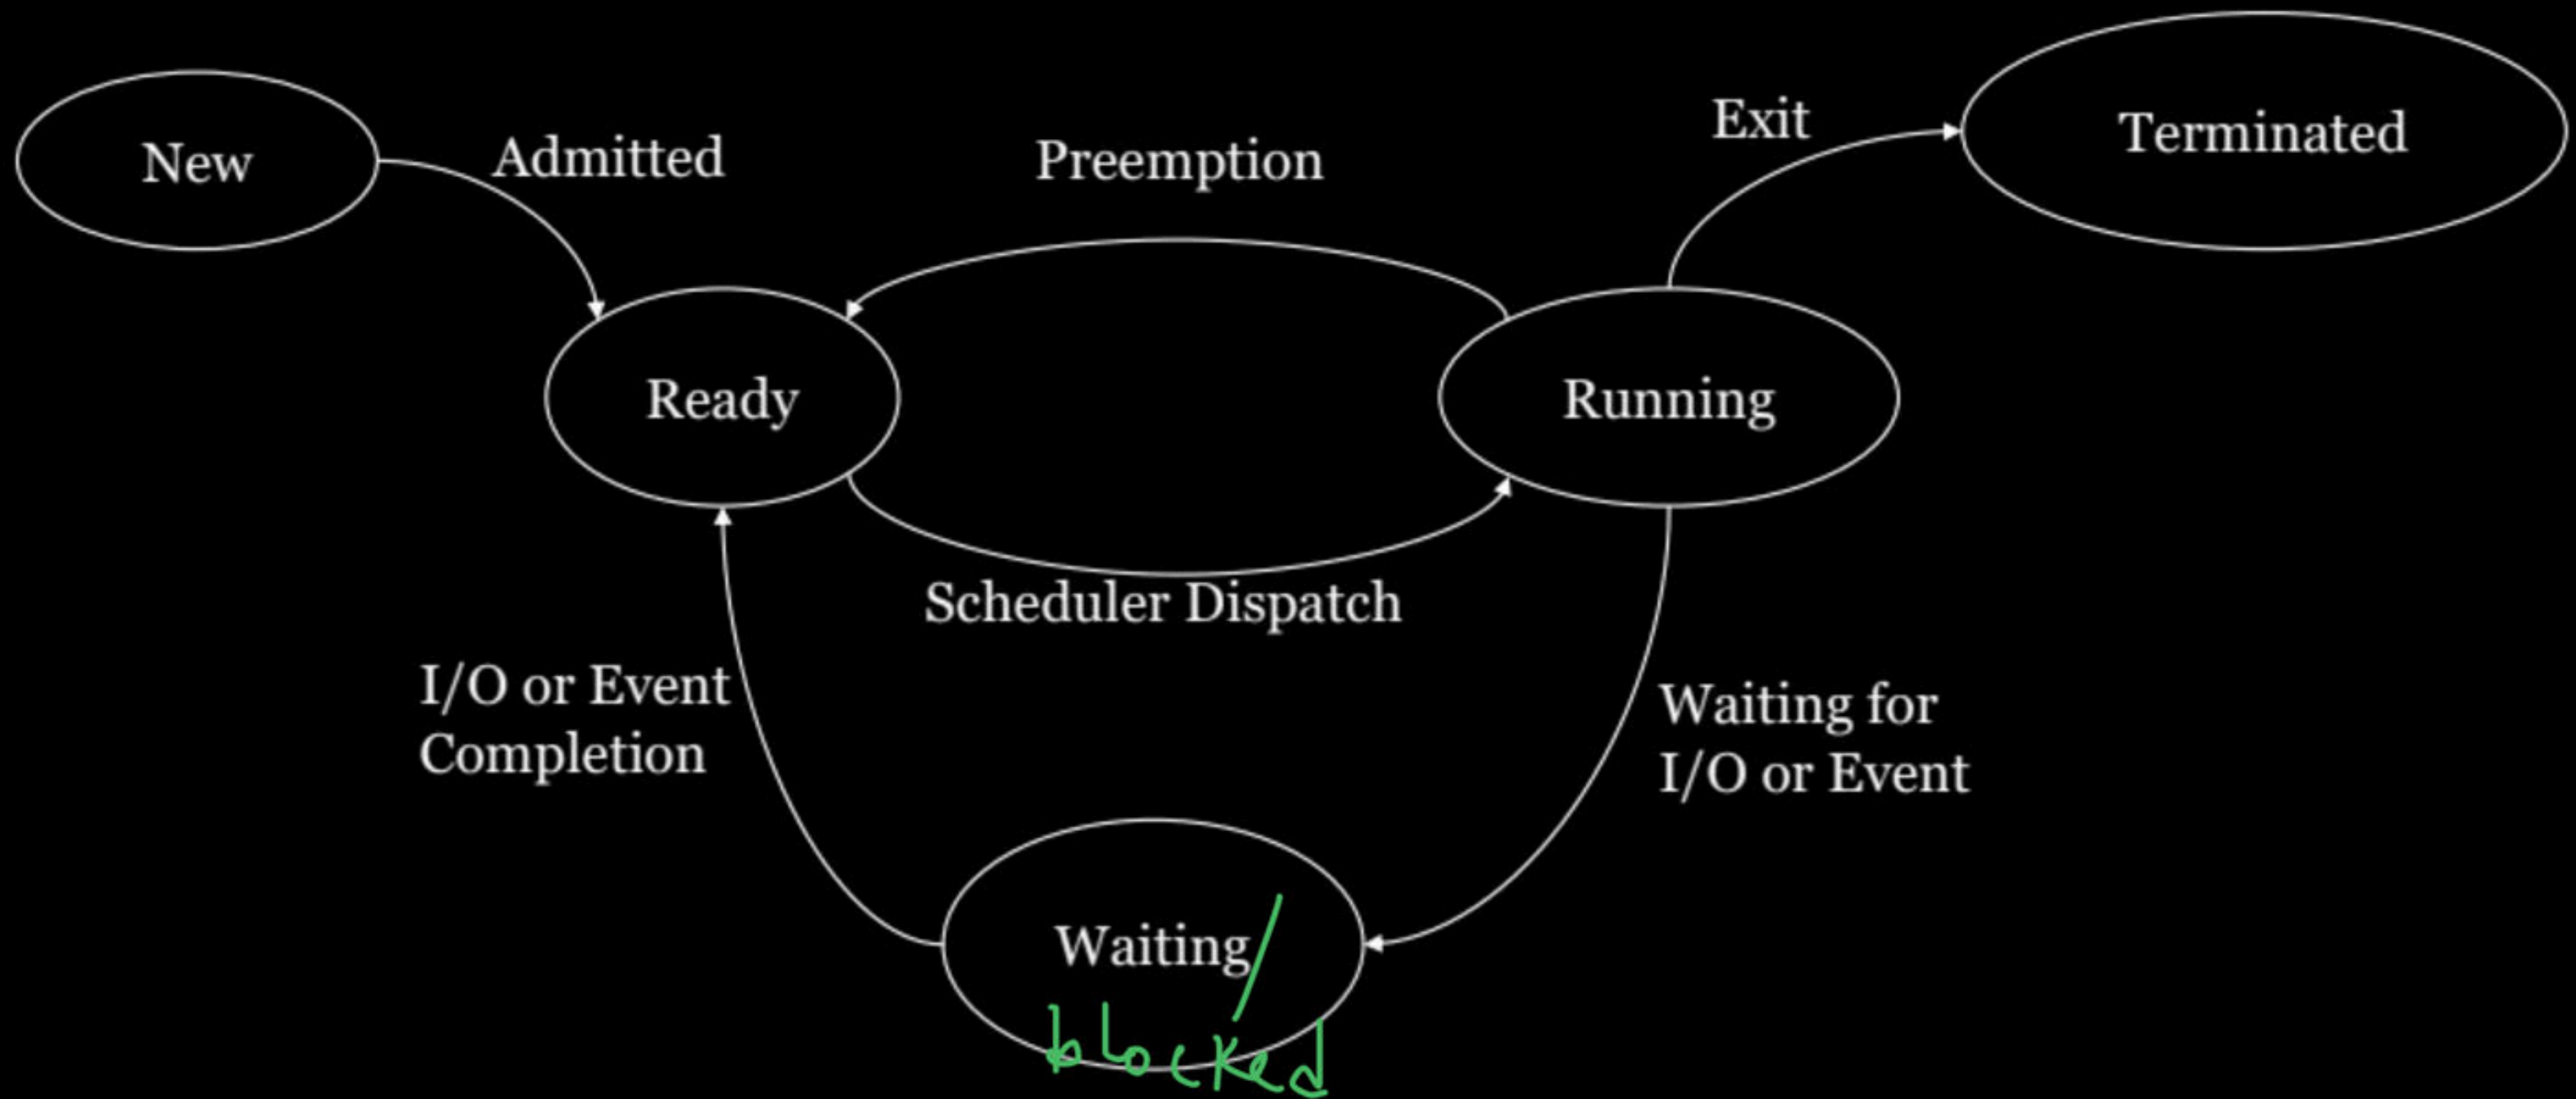 New
Admitted
Preemption
Exit
Terminated
Ready
Running
Scheduler Dispatch
I/O or Event
Completion
Waiting for
I/O or Event
Waiting/
blocked